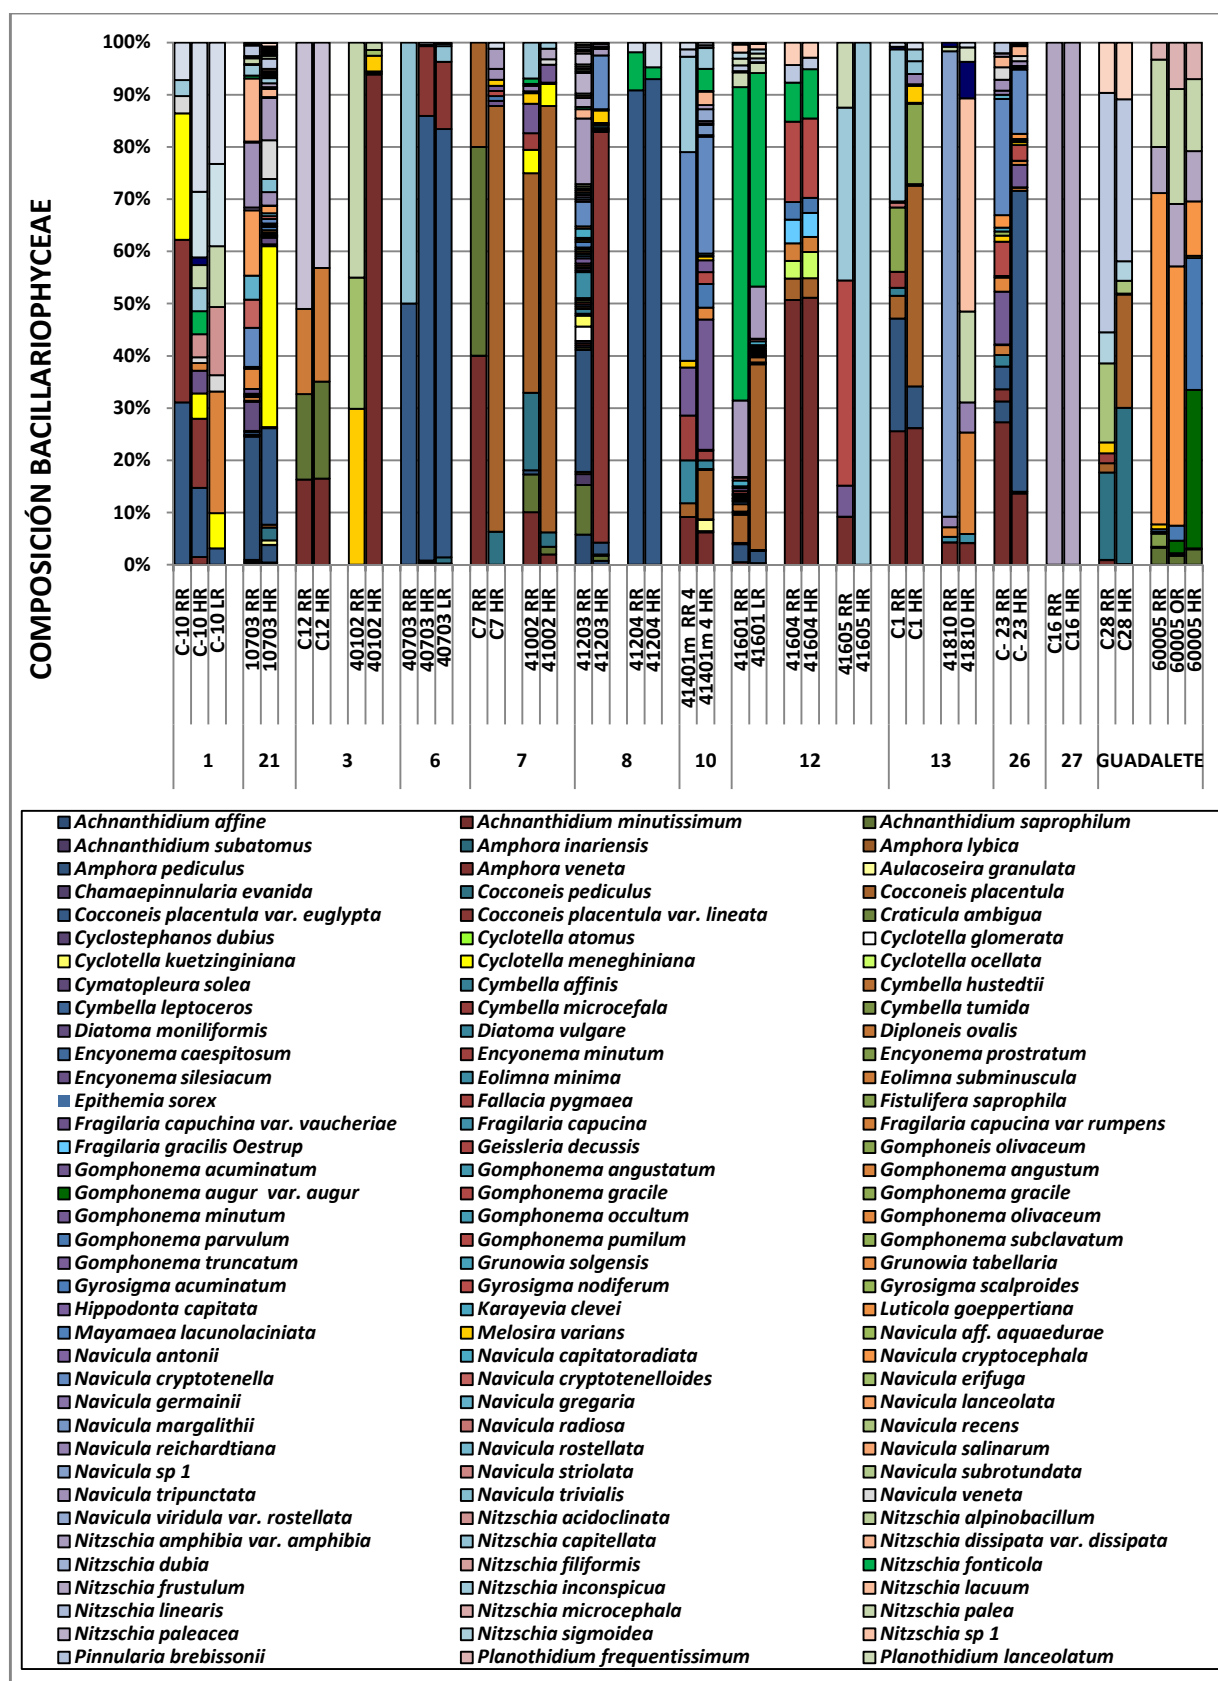 COMPOSICIÓN BACILLARIOPHYCEAE
100%
90%
80%
70%
60%
50%
40%
30%
20%
10%
0%
C-10 RR
C-10 HR
C-10 LR
10703 RR
10703 HR
C12 RR
C12 HR
40102 RR
40102 HR
40703 RR
40703 HR
40703 LR
C7 RR
C7 HR
41002 RR
41002 HR
41203 RR
41203 HR
41204 RR
41204 HR
41401m RR 4
41401m4 HR
41601 RR
41601 LR
41604 RR
41604 HR
41605 RR
41605 HR
C1 RR
C1 HR
41810 RR
41810 HR
C- 23 RR
C- 23 HR
C16 RR
C16 HR
C28 RR
C28 HR
60005 RR
60005 OR
60005 HR
1 21 3 6 7 8 10 12 13 26 27 GUADALETE
Achnanthidium affine Achnanthidium minutissimum Achnanthidium saprophilum
Achnanthidium subatomus Amphora inariensis Amphora lybica
Amphora pediculus Amphora veneta Aulacoseira granulata
Chamaepinnularia evanida Cocconeis pediculus Cocconeis placentula
Cocconeis placentula var. euglypta Cocconeis placentula var. lineata Craticula ambigua
Cyclostephanos dubius Cyclotella atomus Cyclotella glomerata
Cyclotella kuetzinginiana Cyclotella meneghiniana Cyclotella ocellata
Cymatopleura solea Cymbella affinis Cymbella hustedtii
Cymbella leptoceros Cymbella microcefala Cymbella tumida
Diatoma moniliformis Diatoma vulgare Diploneis ovalis
Encyonema caespitosum Encyonema minutum Encyonema prostratum
Encyonema silesiacum Eolimna minima Eolimna subminuscula
Epithemia sorex Fallacia pygmaea Fistulifera saprophila
Fragilaria capuchina var. vaucheriae Fragilaria capucina Fragilaria capucina var rumpens
Fragilaria gracilis Oestrup Geissleria decussis Gomphoneis olivaceum
Gomphonema acuminatum Gomphonema angustatum Gomphonema angustum
Gomphonema augur var. augur Gomphonema gracile Gomphonema gracile
Gomphonema minutum Gomphonema occultum Gomphonema olivaceum
Gomphonema parvulum Gomphonema pumilum Gomphonema subclavatum
Gomphonema truncatum Grunowia solgensis Grunowia tabellaria
Gyrosigma acuminatum Gyrosigma nodiferum Gyrosigma scalproides
Hippodonta capitata Karayevia clevei Luticola goeppertiana
Mayamaea lacunolaciniata Melosira varians Navicula aff. aquaedurae
Navicula antonii Navicula capitatoradiata Navicula cryptocephala
Navicula cryptotenella Navicula cryptotenelloides Navicula erifuga
Navicula germainii Navicula gregaria Navicula lanceolata
Navicula margalithii Navicula radiosa Navicula recens
Navicula reichardtiana Navicula rostellata Navicula salinarum
Navicula sp 1 Navicula striolata Navicula subrotundata
Navicula tripunctata Navicula trivialis Navicula veneta
Navicula viridula var. rostellata Nitzschia acidoclinata Nitzschia alpinobacillum
Nitzschia amphibia var. amphibia Nitzschia capitellata Nitzschia dissipata var. dissipata
Nitzschia dubia Nitzschia filiformis Nitzschia fonticola
Nitzschia frustulum Nitzschia inconspicua Nitzschia lacuum
Nitzschia linearis Nitzschia microcephala Nitzschia palea
Nitzschia paleacea Nitzschia sigmoidea Nitzschia sp 1
Pinnularia brebissonii Planothidium frequentissimum Planothidium lanceolatum